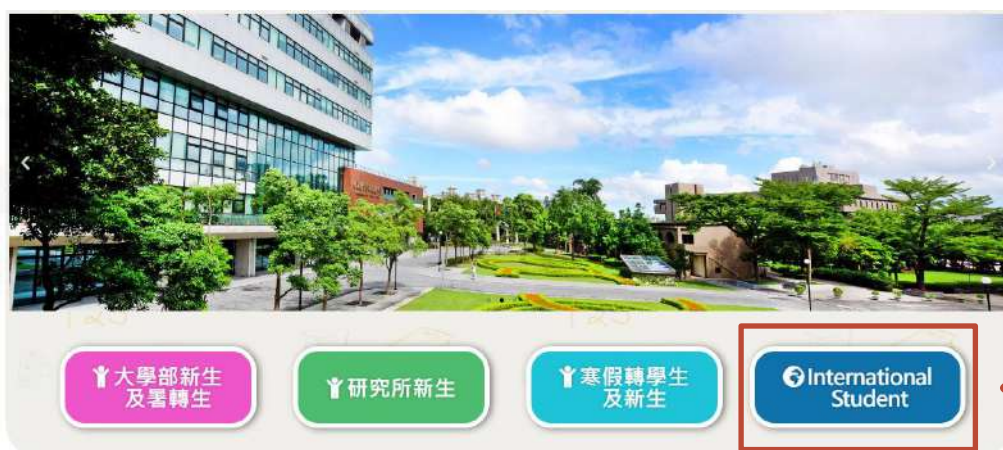 大學部新生
及暑轉生
研究所新生
寒假轉學生
及新生
International
Student